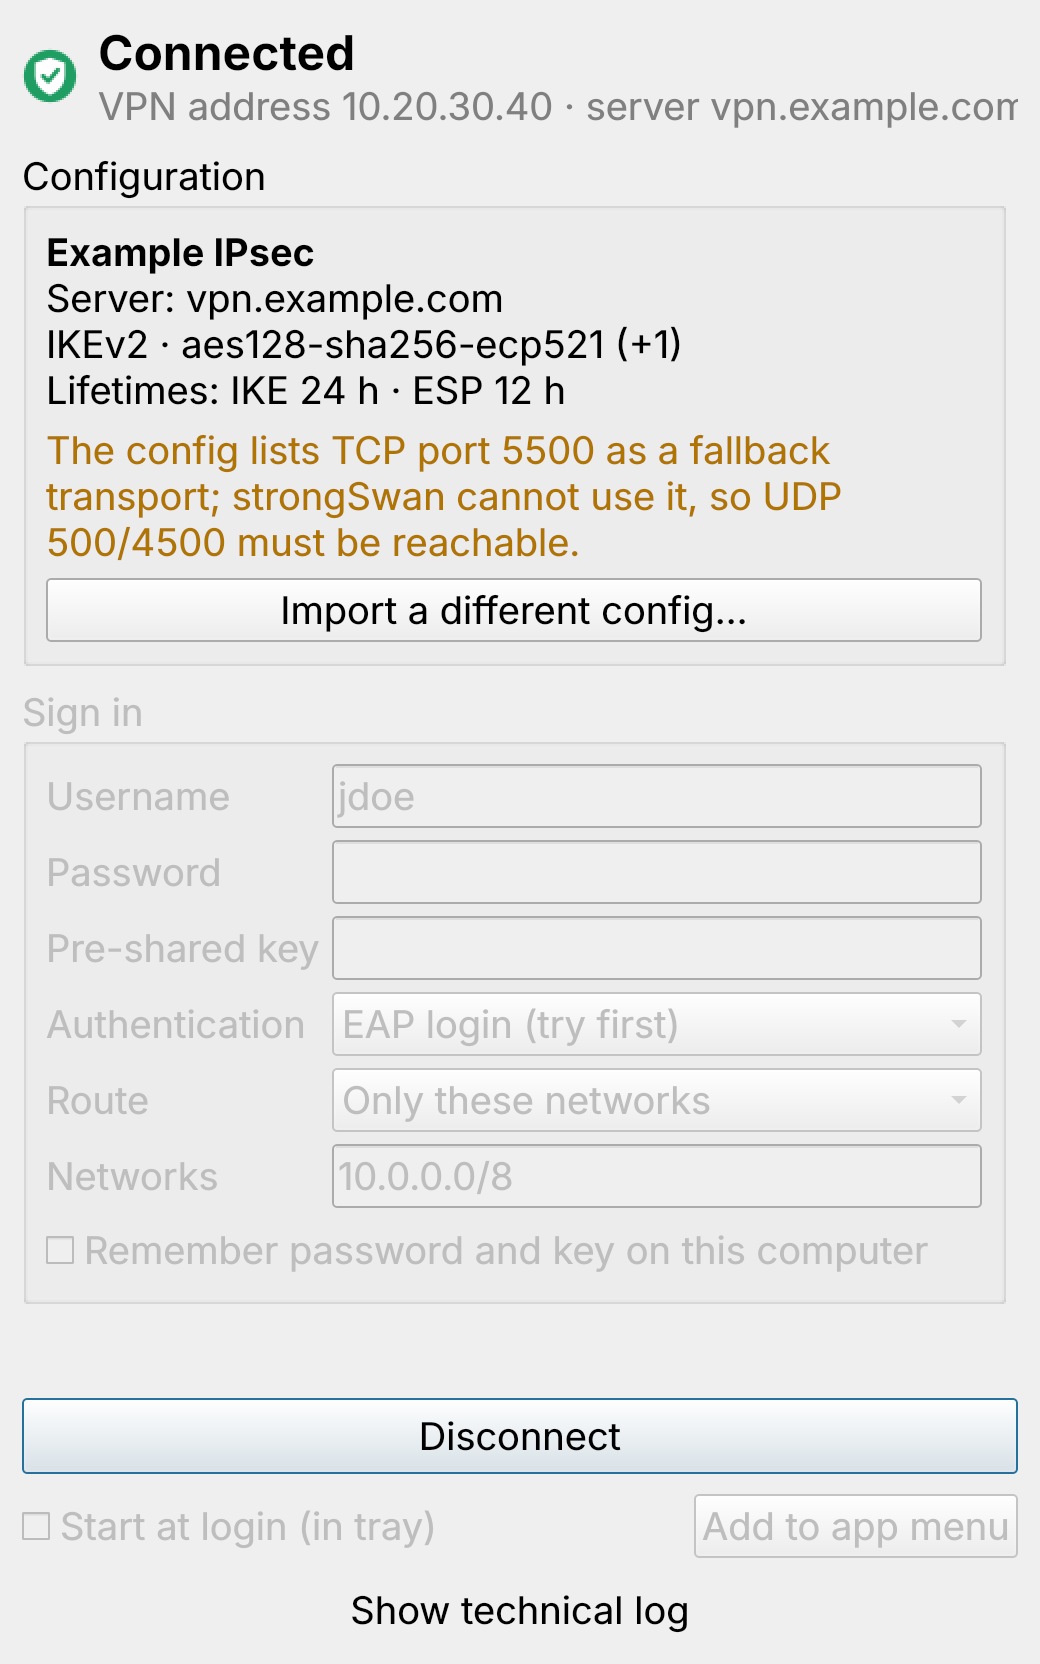 Connected
VPN address 10.20.30.40 · server vpn.example.com
Configuration
Example IPsec
Server: vpn.example.com
IKEv2 · aes128-sha256-ecp521 (+1)
Lifetimes: IKE 24 h · ESP 12 h
The config lists TCP port 5500 as a fallback
transport; strongSwan cannot use it, so UDP
500/4500 must be reachable.
Import a different config...
Sign in
Username jdoe
Password
Pre-shared key
Authentication EAP login (try first)
Route Only these networks
Networks 10.0.0.0/8
Remember password and key on this computer
Disconnect
Start at login (in tray) Add to app menu
Show technical log